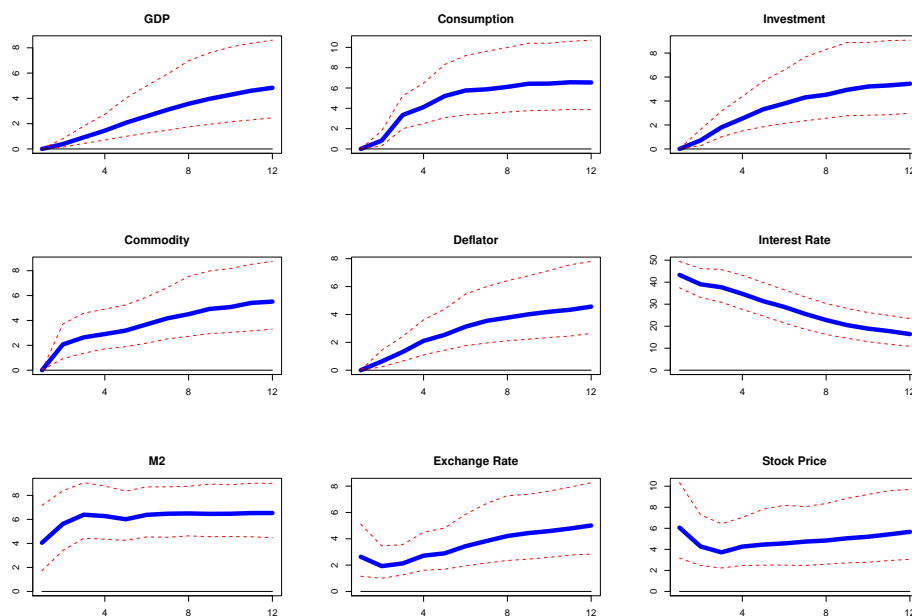 GDP
0 2 4 6 8
4 8 12
Consumption
0 2 4 6 8 10
4 8 12
Investment
0 2 4 6 8
4 8 12
Commodity
0 2 4 6 8
4 8 12
Deflator
0 2 4 6 8
4 8 12
Interest Rate
0 10 20 30 40 50
4 8 12
M2
0 2 4 6 8
4 8 12
Exchange Rate
0 2 4 6 8
4 8 12
Stock Price
0 2 4 6 8 10
4 8 12